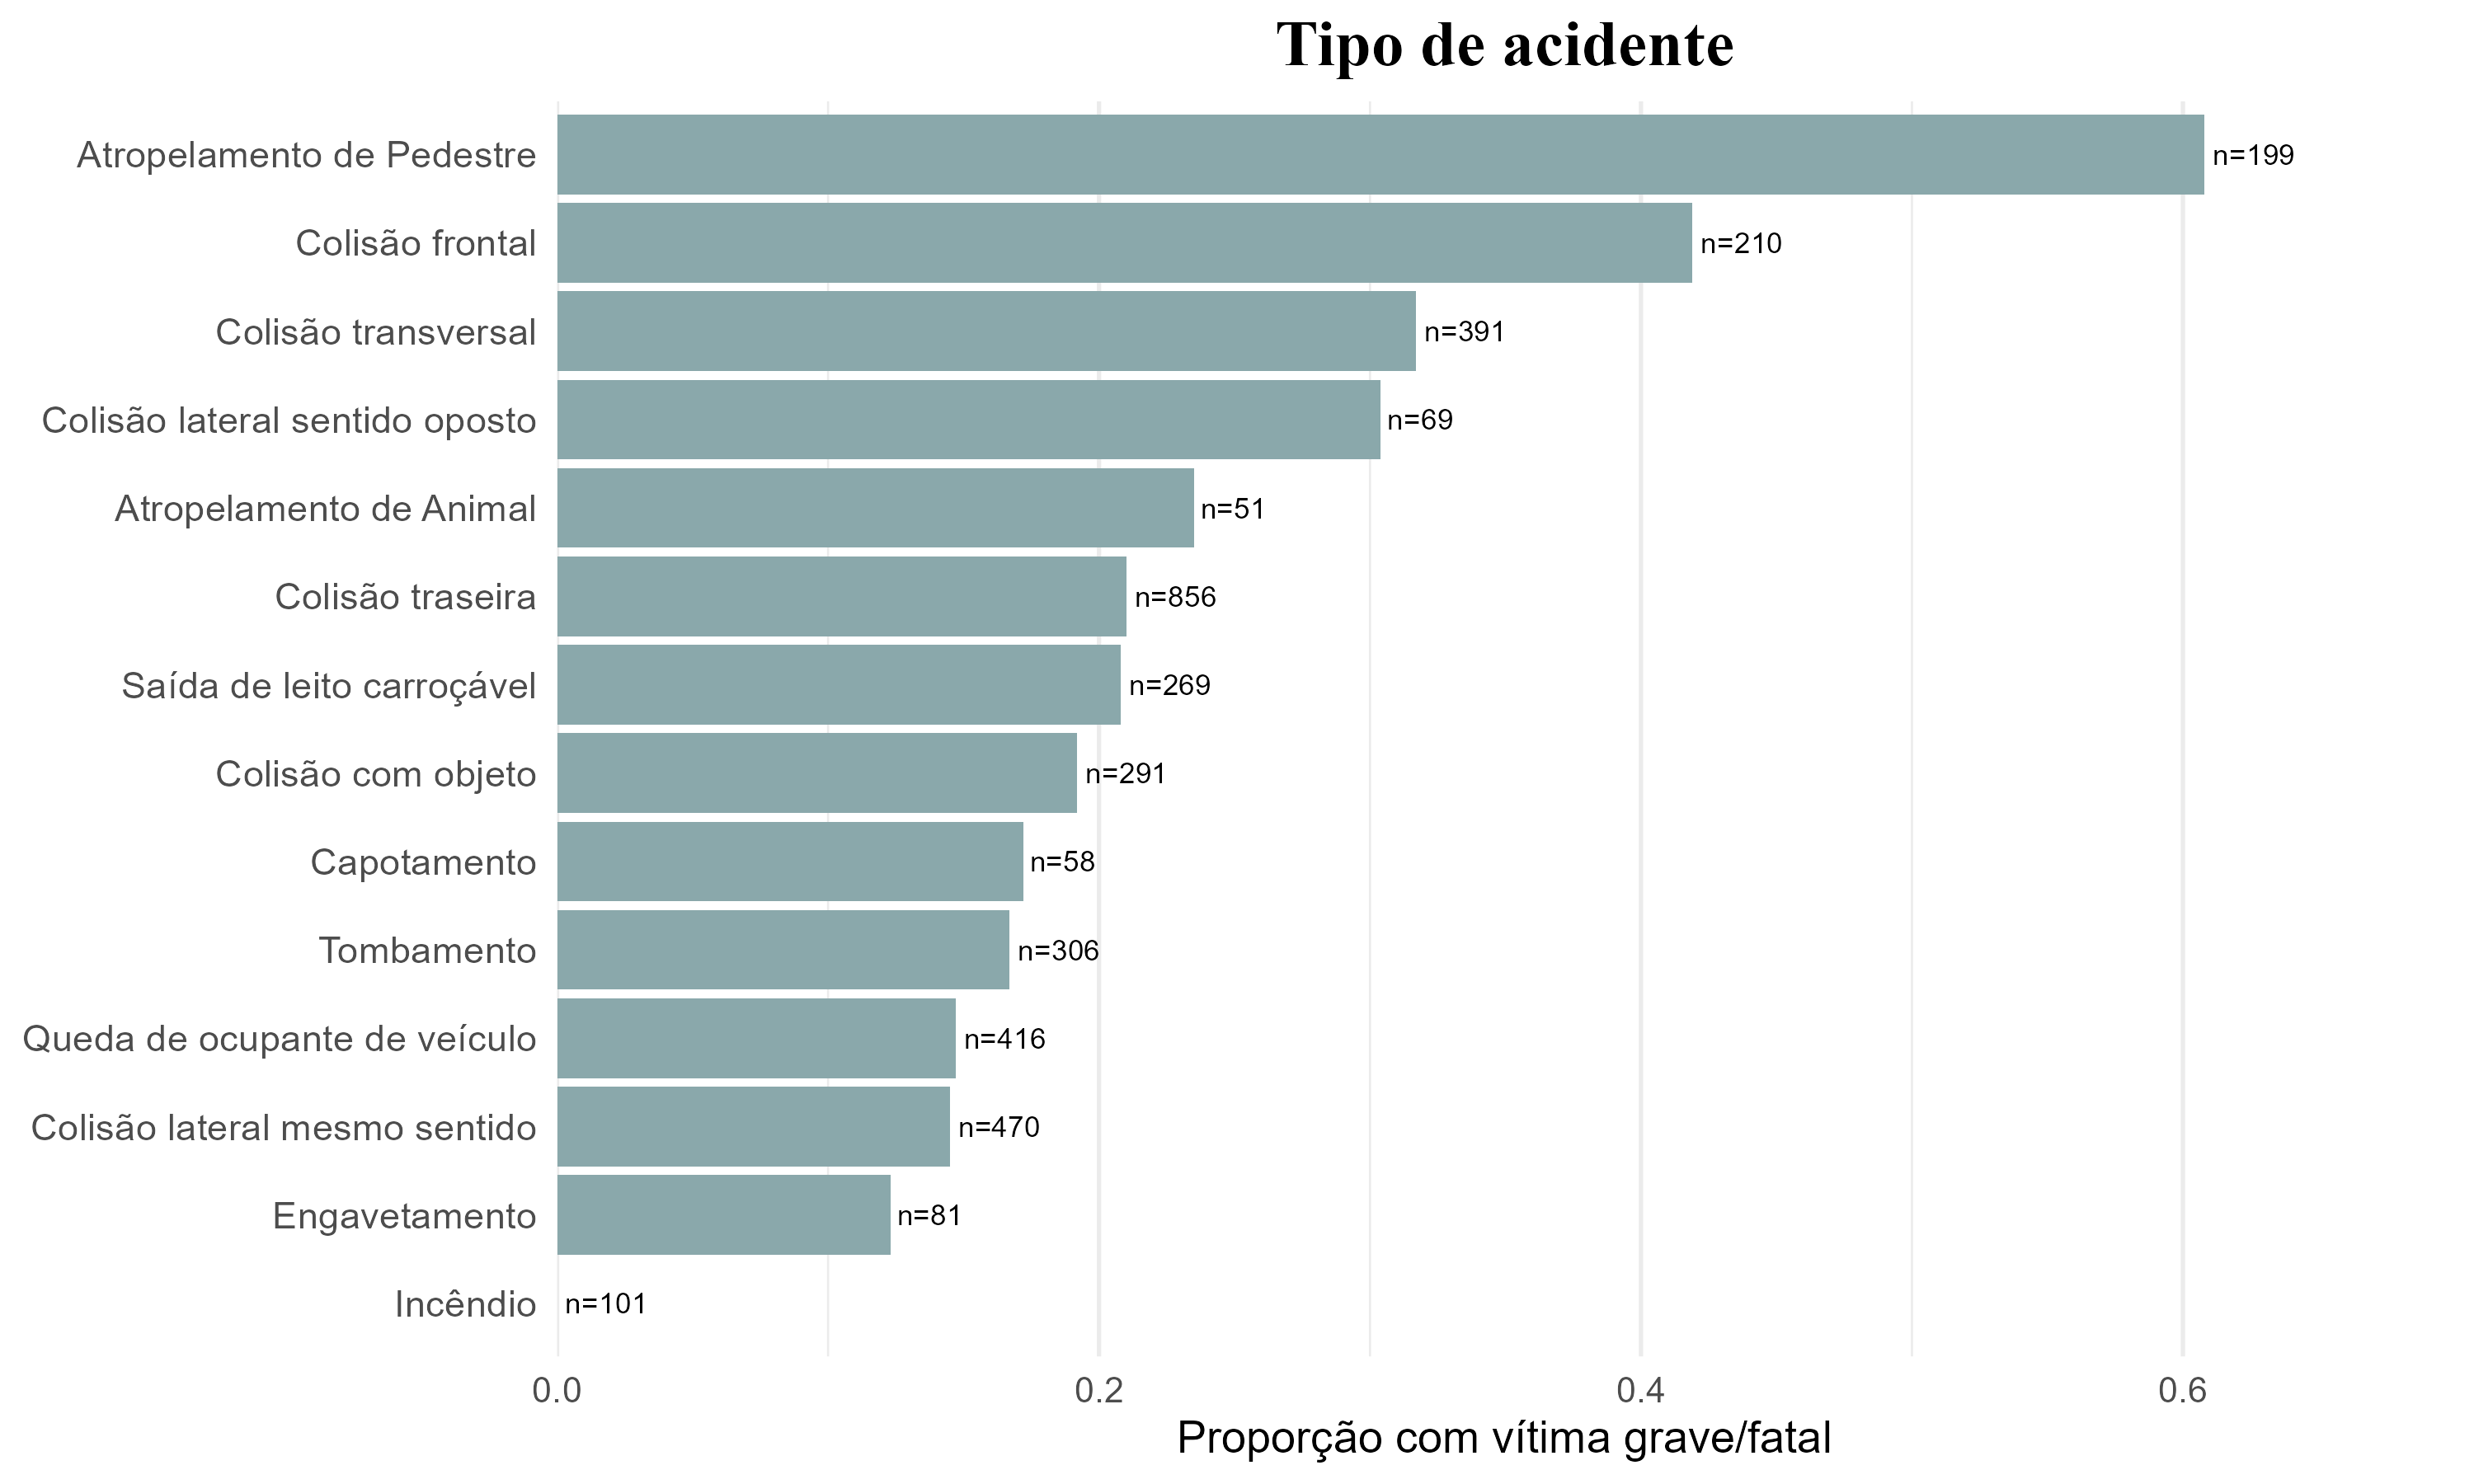 Tipo de acidente
Atropelamento de Pedestre n=199
Colisão frontal n=210
Colisão transversal n=391
Colisão lateral sentido oposto n=69
Atropelamento de Animal n=51
Colisão traseira n=856
Saída de leito carroçável n=269
Colisão com objeto n=291
Capotamento n=58
Tombamento n=306
Queda de ocupante de veículo n=416
Colisão lateral mesmo sentido n=470
Engavetamento n=81
Incêndio n=101
0.0 0.2 0.4 0.6
Proporção com vítima grave/fatal